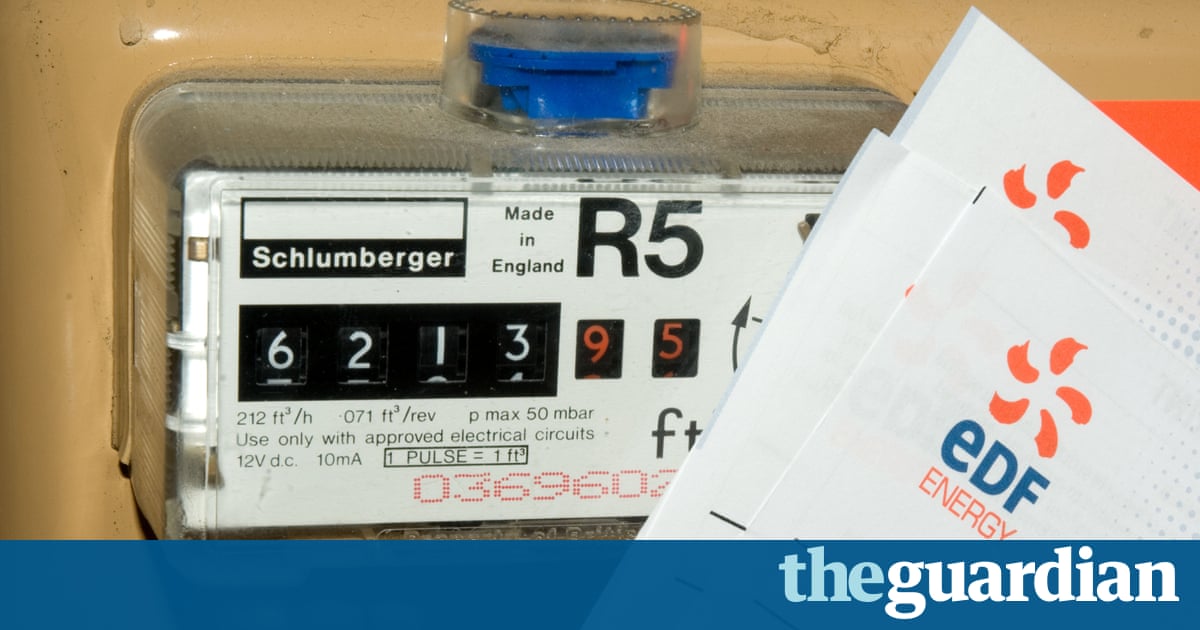 Schlumberger
Made
in
England
R5
6 2 1 3 9 5
212 ft³/h ·071 ft³/rev p max 50 mbar
Use only with approved electrical circuits
12V d.c. 10mA 1 PULSE = 1 ft³
0369602
eDF
ENERGY
theguardian